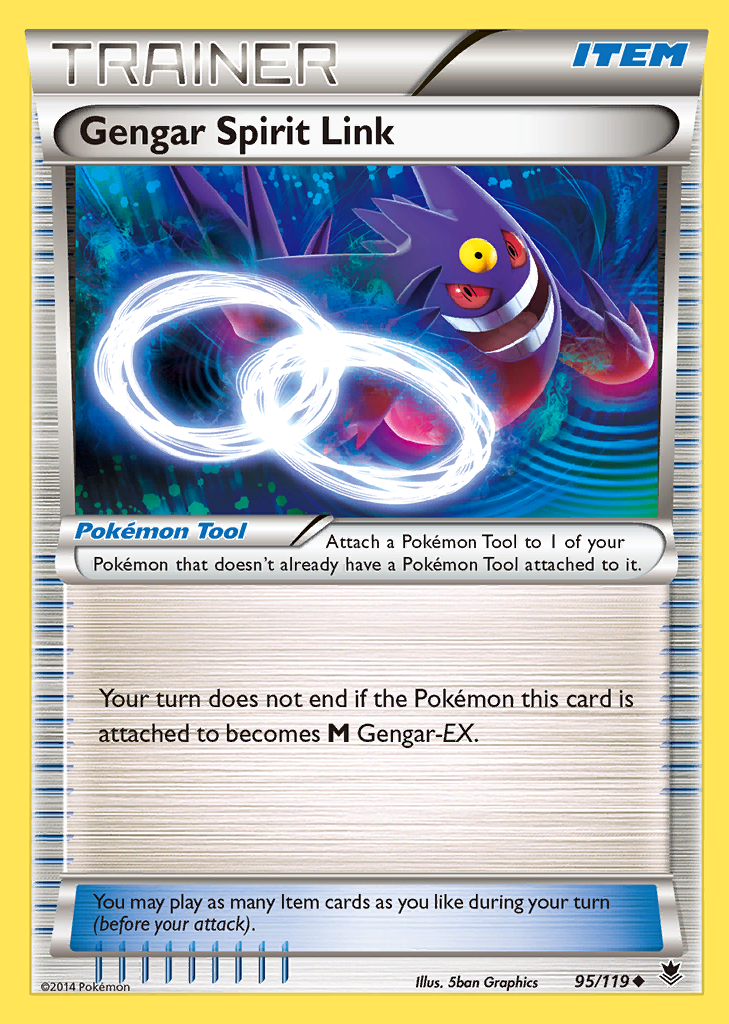 TRAINER
ITEM
Gengar Spirit Link
Pokémon Tool
Attach a Pokémon Tool to 1 of your
Pokémon that doesn't already have a Pokémon Tool attached to it.
Your turn does not end if the Pokémon this card is
attached to becomes M Gengar-EX.
You may play as many Item cards as you like during your turn
(before your attack).
©2014 Pokémon
Illus. 5ban Graphics
95/119